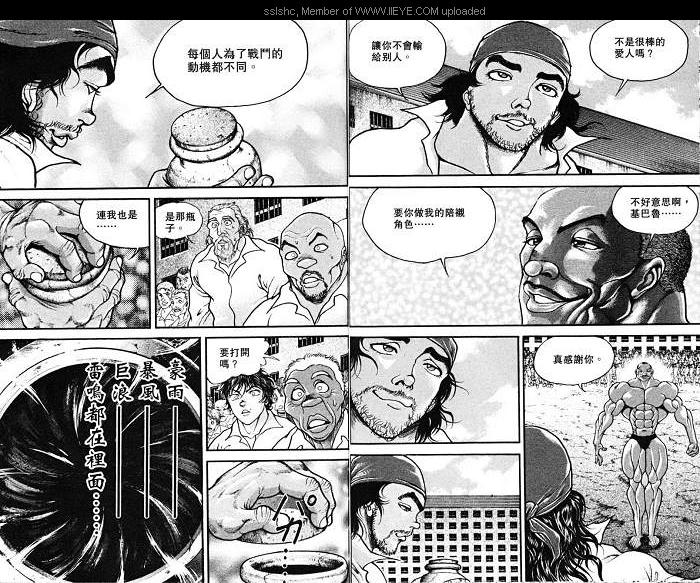 sslshc, Member of WWW.IIEYE.COM uploaded
不是很棒的
愛人嗎？
讓你不會輸
給別人。
不好意思啊，
基巴魯……
要你做我的陪襯
角色……
真感謝你。
每個人為了戰鬥的
動機都不同。
是那瓶
子。
連我也是
……
要打開
嗎？
カポ
豪雨——
暴風——
巨浪——
雷鳴都在裡面……